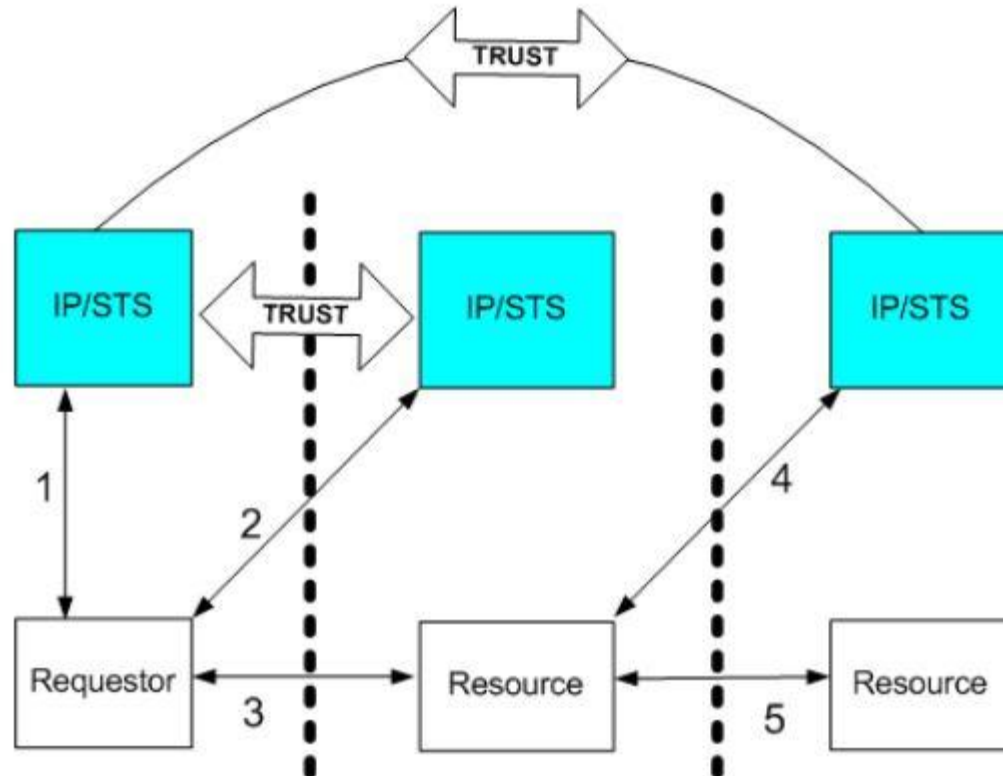 TRUST
IP/STS
TRUST
IP/STS
IP/STS
1
2
4
Requestor
3
Resource
5
Resource